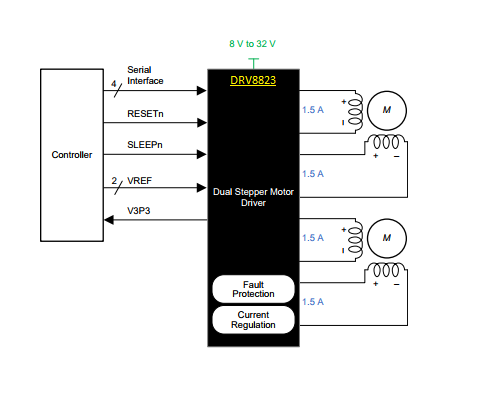 8 V to 32 V
DRV8823
Controller
4
Serial
Interface
RESETn
SLEEPn
2
VREF
V3P3
Dual Stepper Motor
Driver
Fault
Protection
Current
Regulation
1.5 A
+
–
M
1.5 A
+ –
1.5 A
+
–
M
1.5 A
+ –